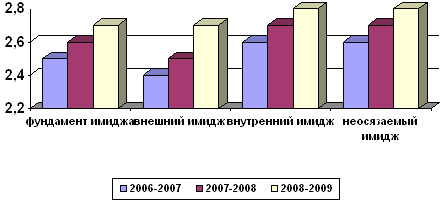 2,8
2,6
2,4
2,2
фундамент имиджа внешний имидж внутренний имидж неосязаемый
имидж
2006-2007 2007-2008 2008-2009